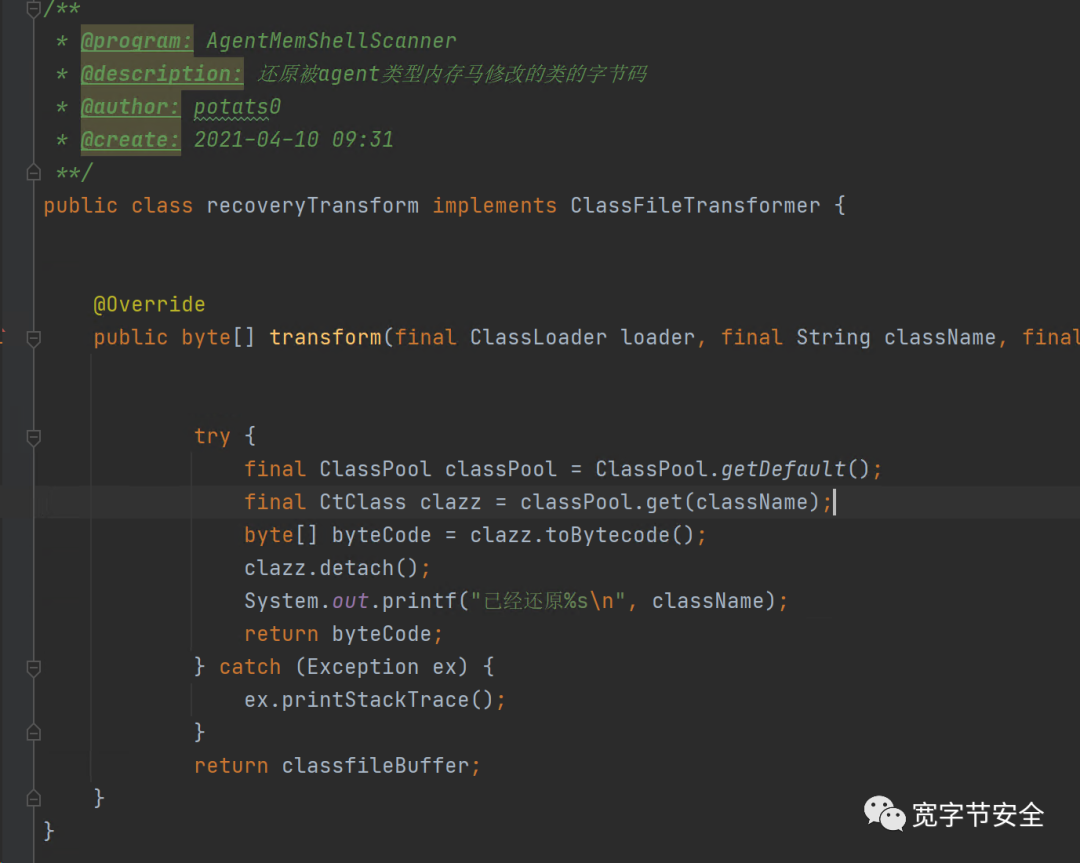 /**
* @program: AgentMemShellScanner
* @description: 还原被agent类型内存马修改的类的字节码
* @author: potats0
* @create: 2021-04-10 09:31
**/
public class recoveryTransform implements ClassFileTransformer {
@Override
public byte[] transform(final ClassLoader loader, final String className, final
try {
final ClassPool classPool = ClassPool.getDefault();
final CtClass clazz = classPool.get(className);
byte[] byteCode = clazz.toBytecode();
clazz.detach();
System.out.printf("已经还原%s\n", className);
return byteCode;
} catch (Exception ex) {
ex.printStackTrace();
}
return classfileBuffer;
}
}
宽字节安全